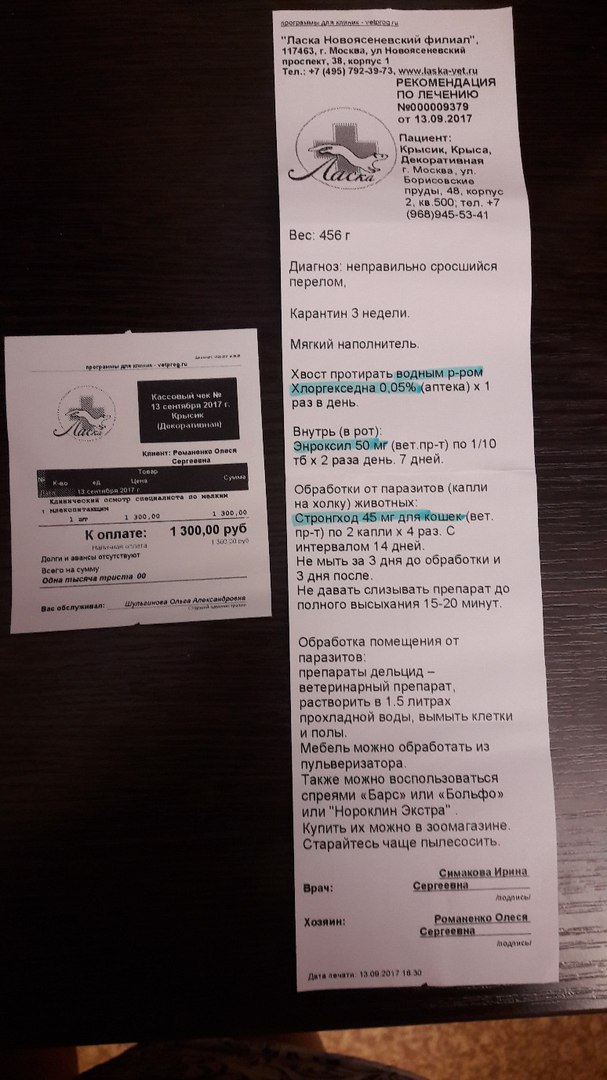 программы для клиник - vetprog.ru
"Ласка Новоясеневский филиал",
117463, г. Москва, ул Новоясеневский
проспект, 38, корпус 1
Тел.: +7 (495) 792-39-73, www.laska-vet.ru
РЕКОМЕНДАЦИЯ
ПО ЛЕЧЕНИЮ
№000009379
от 13.09.2017
Ласка
Пациент:
Крысик, Крыса,
Декоративная
г. Москва, ул.
Борисовские
пруды, 48, корпус
2, кв.500; тел. +7
(968)945-53-41
Вес: 456 г
Диагноз: неправильно сросшийся
перелом,
Карантин 3 недели.
Мягкий наполнитель.
Хвост протирать водным р-ром
Хлоргекседна 0,05% (аптека) х 1
раз в день.
Внутрь (в рот):
Энроксил 50 мг (вет.пр-т) по 1/10
тб х 2 раза день. 7 дней.
Обработки от паразитов (капли
на холку) животных:
Стронгход 45 мг для кошек (вет.
пр-т) по 2 капли х 4 раз. С
интервалом 14 дней.
Не мыть за 3 дня до обработки и
3 дня после.
Не давать слизывать препарат до
полного высыхания 15-20 минут.
Обработка помещения от
паразитов:
препараты дельцид –
ветеринарный препарат,
растворить в 1.5 литрах
прохладной воды, вымыть клетки
и полы.
Мебель можно обработать из
пульверизатора.
Также можно воспользоваться
спреями «Барс» или «Больфо»
или "Нороклин Экстра" .
Купить их можно в зоомагазине.
Старайтесь чаще пылесосить.
Врач: Симакова Ирина
Сергеевна
/подпись/
Хозяин: Романенко Олеся
Сергеевна
/подпись/
Дата печати: 13.09.2017 16:30
программы для клиник - vetprog.ru
Ласка
Кассовый чек №
13 сентября 2017 г.
Крысик
(Декоративная)
Клиент: Романенко Олеся
Сергеевна
№ Товар
К-во ед Цена Сумма
Дата: 13 сентября 2017 г
Клинический осмотр специалиста по мелким
1 млекопитающим
1 шт 1 300,00 1 300,00
К оплате: 1 300,00 руб
Наличная оплата 1 300.00 руб
Долги и авансы отсутствуют
Всего на сумму
Одна тысяча триста 00
Вас обслуживал: Шульгинова Ольга Александровна
Старший администратор